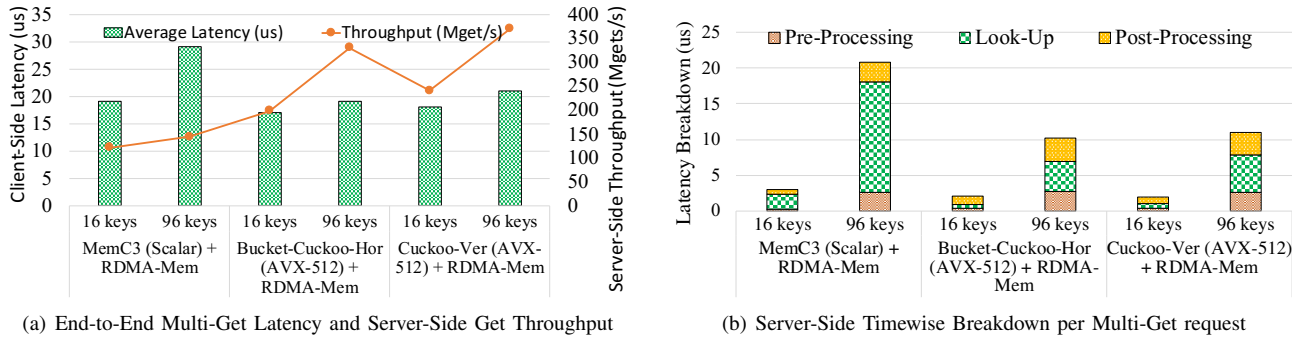 Client-Side Latency (us)
35
30
25
20
15
10
5
0
Average Latency (us)
Throughput (Mget/s)
400
350
300
250
200
150
100
50
0
Server-Side Throughput (Mgets/s)
16 keys
96 keys
16 keys
96 keys
16 keys
96 keys
MemC3 (Scalar) +
RDMA-Mem
Bucket-Cuckoo-Hor
(AVX-512) +
RDMA-Mem
Cuckoo-Ver (AVX-
512) + RDMA-Mem
(a) End-to-End Multi-Get Latency and Server-Side Get Throughput
Latency Breakdown (us)
25
20
15
10
5
0
Pre-Processing
Look-Up
Post-Processing
16 keys
96 keys
16 keys
96 keys
16 keys
96 keys
MemC3 (Scalar) +
RDMA-Mem
Bucket-Cuckoo-Hor
(AVX-512) + RDMA-
Mem
Cuckoo-Ver (AVX-512)
+ RDMA-Mem
(b) Server-Side Timewise Breakdown per Multi-Get request